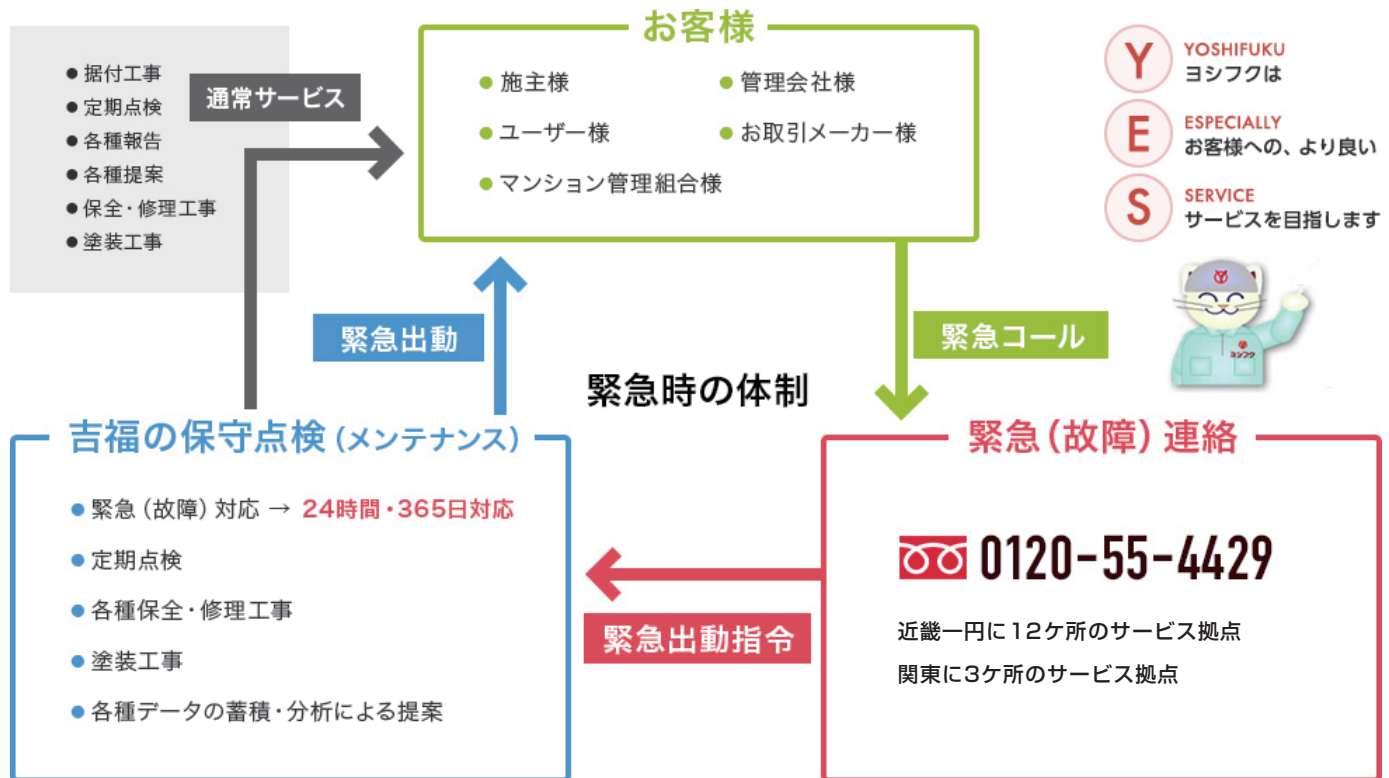 ● 据付工事
● 定期点検
● 各種報告
● 各種提案
● 保全・修理工事
● 塗装工事
通常サービス
お客様
● 施主様
● 管理会社様
● ユーザー様
● お取引メーカー様
● マンション管理組合様
Y
YOSHIFUKU
ヨシフクは
E
ESPECIALLY
お客様への、より良い
S
SERVICE
サービスを目指します
ヨシフク
緊急出動
緊急コール
緊急時の体制
吉福の保守点検(メンテナンス)
● 緊急(故障)対応 → 24時間・365日対応
● 定期点検
● 各種保全・修理工事
● 塗装工事
● 各種データの蓄積・分析による提案
緊急出動指令
緊急(故障)連絡
0120-55-4429
近畿一円に12ケ所のサービス拠点
関東に3ケ所のサービス拠点